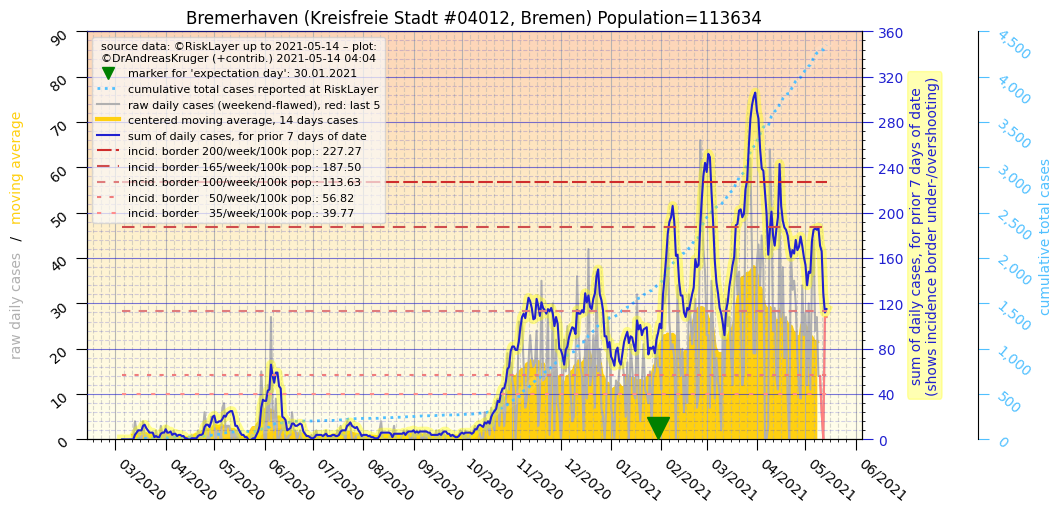 Bremerhaven (Kreisfreie Stadt #04012, Bremen) Population=113634
source data: ©RiskLayer up to 2021-05-14 – plot:
©DrAndreasKruger (+contrib.) 2021-05-14 04:04
marker for 'expectation day': 30.01.2021
cumulative total cases reported at RiskLayer
raw daily cases (weekend-flawed), red: last 5
centered moving average, 14 days cases
sum of daily cases, for prior 7 days of date
incid. border 200/week/100k pop.: 227.27
incid. border 165/week/100k pop.: 187.50
incid. border 100/week/100k pop.: 113.63
incid. border   50/week/100k pop.: 56.82
incid. border   35/week/100k pop.: 39.77
raw daily cases   /   moving average
90
80
70
60
50
40
30
20
10
0
03/2020
04/2020
05/2020
06/2020
07/2020
08/2020
09/2020
10/2020
11/2020
12/2020
01/2021
02/2021
03/2021
04/2021
05/2021
06/2021
360
320
280
240
200
160
120
80
40
0
sum of daily cases, for prior 7 days of date
(shows incidence border under-/overshooting)
4,500
4,000
3,500
3,000
2,500
2,000
1,500
1,000
500
0
cumulative total cases